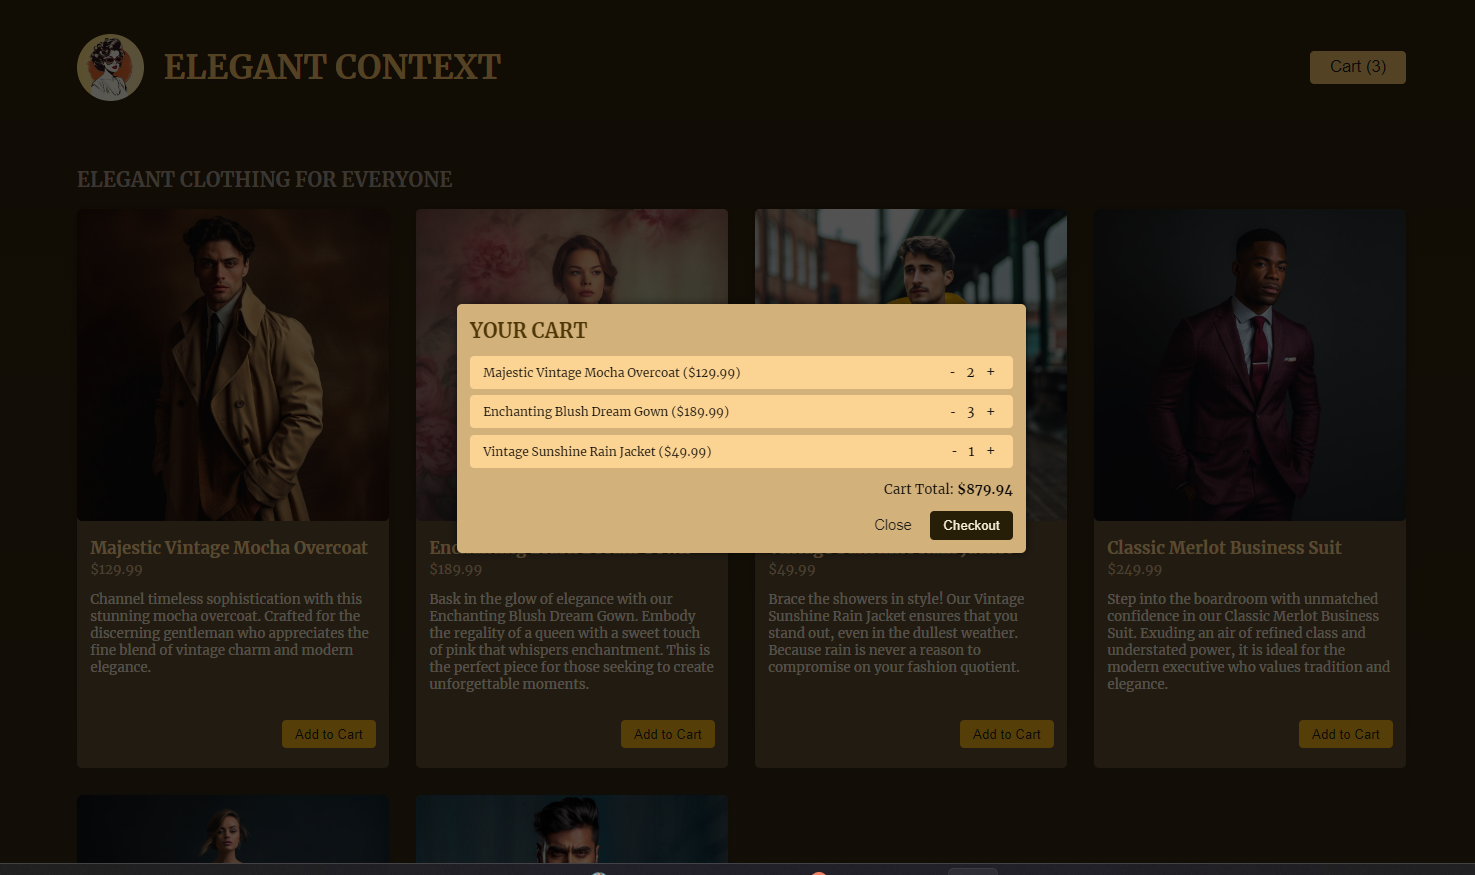 ELEGANT CONTEXT
Cart (3)
ELEGANT CLOTHING FOR EVERYONE
YOUR CART
Majestic Vintage Mocha Overcoat ($129.99) - 2 +
Enchanting Blush Dream Gown ($189.99) - 3 +
Vintage Sunshine Rain Jacket ($49.99) - 1 +
Cart Total: $879.94
Close Checkout
Majestic Vintage Mocha Overcoat
$129.99
Channel timeless sophistication with this
stunning mocha overcoat. Crafted for the
discerning gentleman who appreciates the
fine blend of vintage charm and modern
elegance.
Add to Cart
$189.99
Bask in the glow of elegance with our
Enchanting Blush Dream Gown. Embody
the regality of a queen with a sweet touch
of pink that whispers enchantment. This is
the perfect piece for those seeking to create
unforgettable moments.
Add to Cart
$49.99
Brace the showers in style! Our Vintage
Sunshine Rain Jacket ensures that you
stand out, even in the dullest weather.
Because rain is never a reason to
compromise on your fashion quotient.
Add to Cart
Classic Merlot Business Suit
$249.99
Step into the boardroom with unmatched
confidence in our Classic Merlot Business
Suit. Exuding an air of refined class and
understated power, it is ideal for the
modern executive who values tradition and
elegance.
Add to Cart